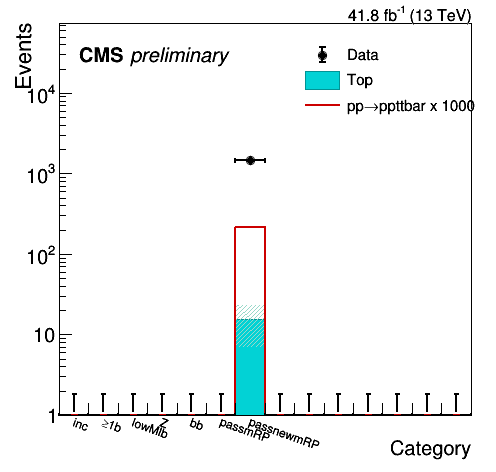 41.8 fb⁻¹ (13 TeV)
Events
CMS preliminary
Data
Top
pp→ppttbar x 1000
10⁴
10³
10²
10
1
inc
≥1b
lowMlb
Z
bb
passmRP
passnewmRP
Category